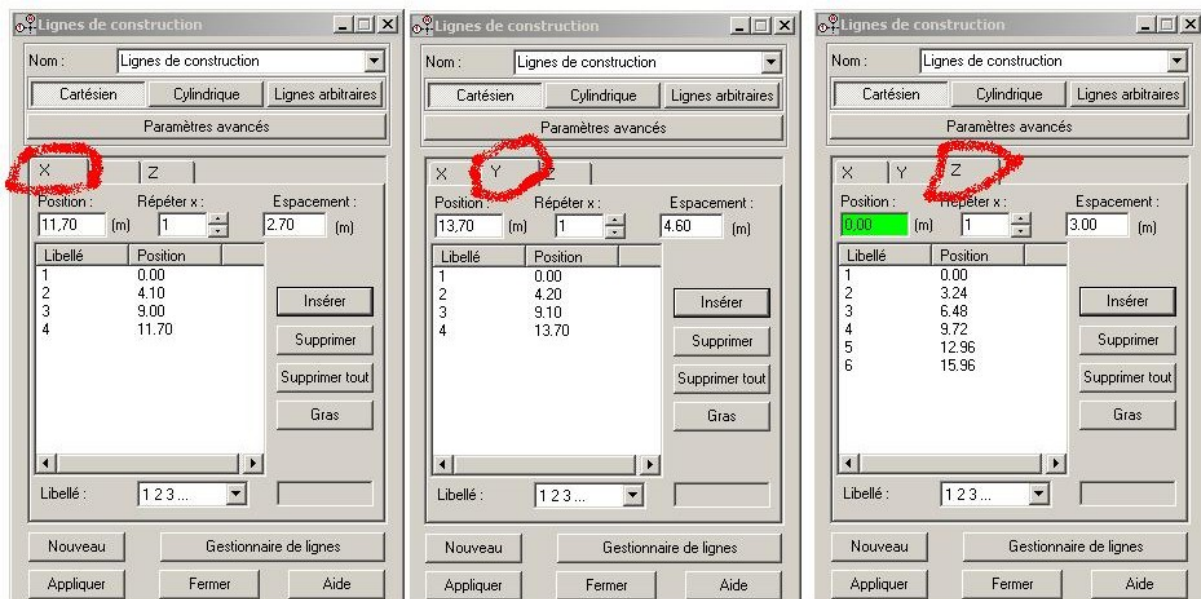 Lignes de construction
Nom : Lignes de construction
Cartésien Cylindrique Lignes arbitraires
Paramètres avancés
X Z
Position : Répéter x : Espacement :
11,70 (m) 1 2.70 (m)
Libellé Position
1 0.00
2 4.10
3 9.00
4 11.70
Insérer
Supprimer
Supprimer tout
Gras
Libellé : 1 2 3 ...
Nouveau Gestionnaire de lignes
Appliquer Fermer Aide
Lignes de construction
Nom : Lignes de construction
Cartésien Cylindrique Lignes arbitraires
Paramètres avancés
X Y Z
Position : Répéter x : Espacement :
13,70 (m) 1 4.60 (m)
Libellé Position
1 0.00
2 4.20
3 9.10
4 13.70
Insérer
Supprimer
Supprimer tout
Gras
Libellé : 1 2 3 ...
Nouveau Gestionnaire de lignes
Appliquer Fermer Aide
Lignes de construction
Nom : Lignes de construction
Cartésien Cylindrique Lignes arbitraires
Paramètres avancés
X Y Z
Position : Répéter x : Espacement :
0,00 (m) 1 3.00 (m)
Libellé Position
1 0.00
2 3.24
3 6.48
4 9.72
5 12.96
6 15.96
Insérer
Supprimer
Supprimer tout
Gras
Libellé : 1 2 3 ...
Nouveau Gestionnaire de lignes
Appliquer Fermer Aide